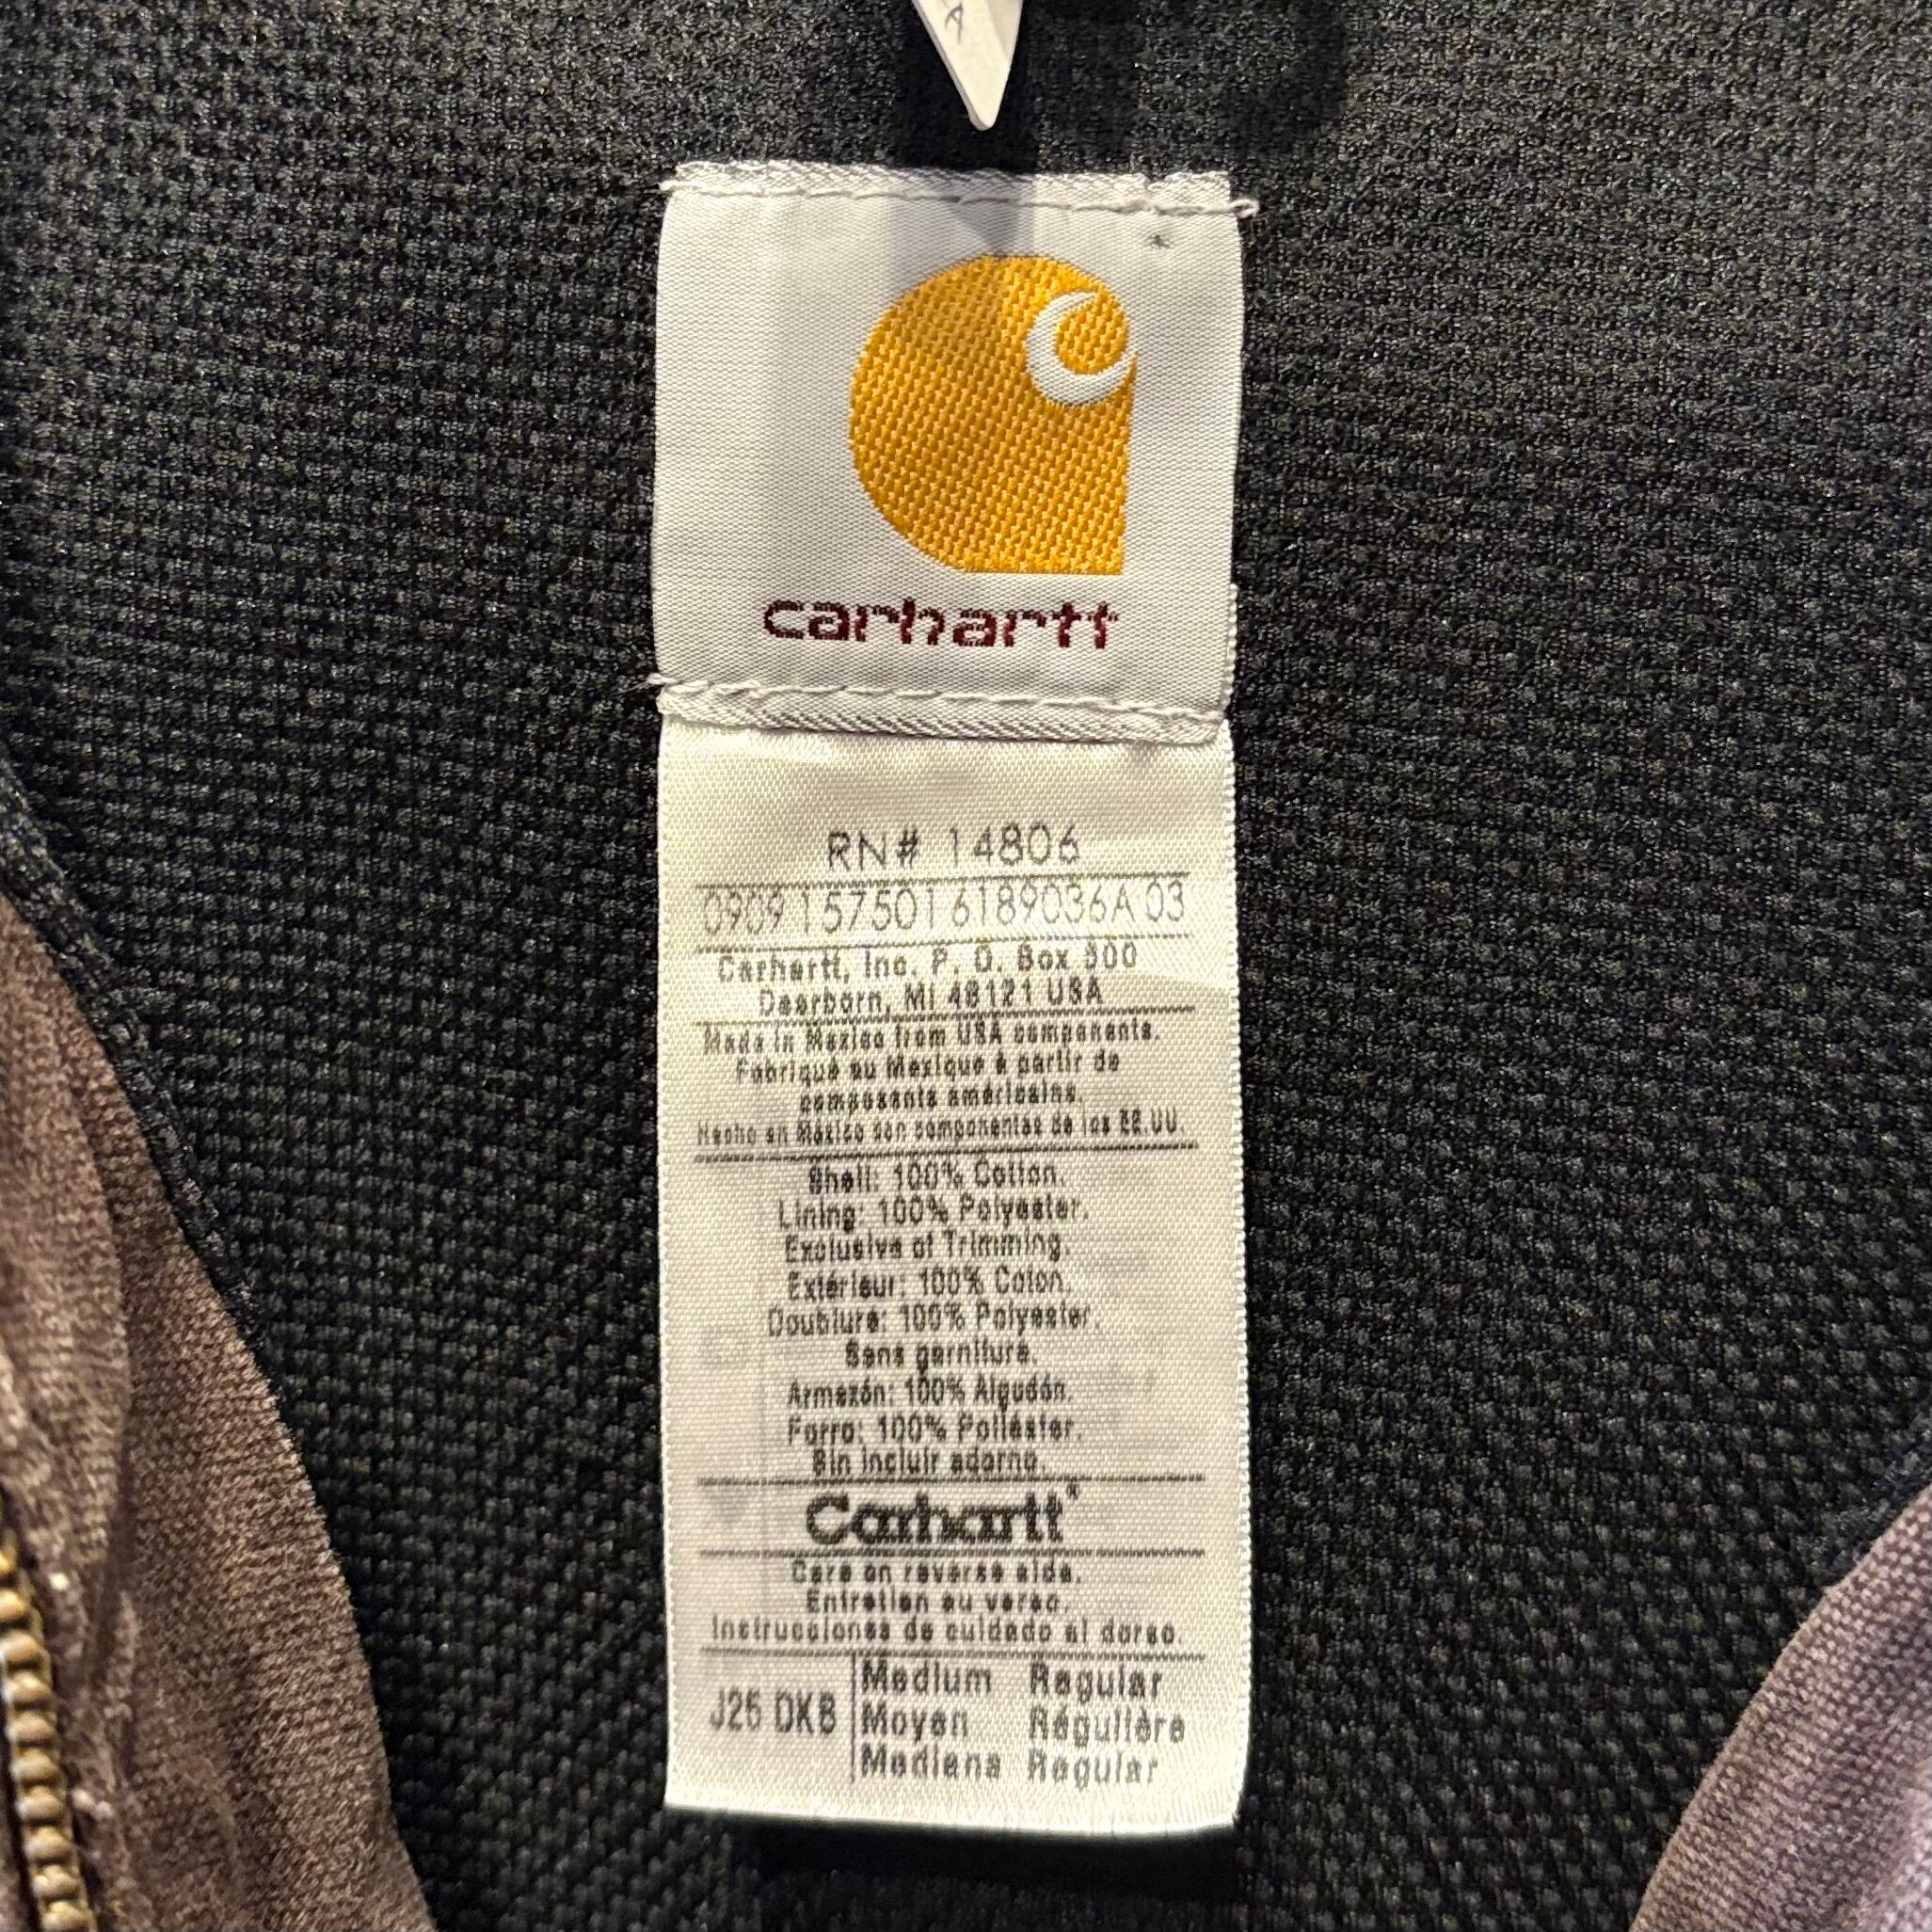 A
carhartt
RN# 14806
0909 157501 6189036A 03
Carhartt, Inc. P. O. Box 600
Dearborn, MI 48121 USA
Made in Mexico from USA components.
Fabriqué au Mexique à partir de
composants américains.
Hecho en México con componentes de los EE.UU.
Shell: 100% Cotton.
Lining: 100% Polyester.
Exclusive of Trimming.
Extérieur: 100% Coton.
Doublure: 100% Polyester.
Sans garniture.
Armazón: 100% Algodón.
Forro: 100% Poliéster.
Sin incluir adorno.
Carhartt®
Care on reverse side.
Entretien au verso.
Instrucciones de cuidado al dorso.
J26 DKB
Medium Regular
Moyen Régulière
Mediana Regular